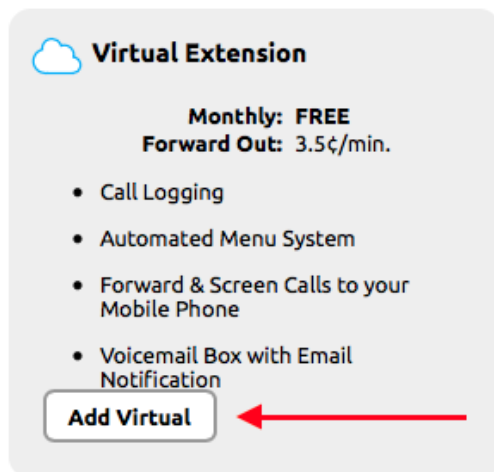 Virtual Extension
Monthly: FREE
Forward Out: 3.5¢/min.
• Call Logging
• Automated Menu System
• Forward & Screen Calls to your
Mobile Phone
• Voicemail Box with Email
Notification
Add Virtual